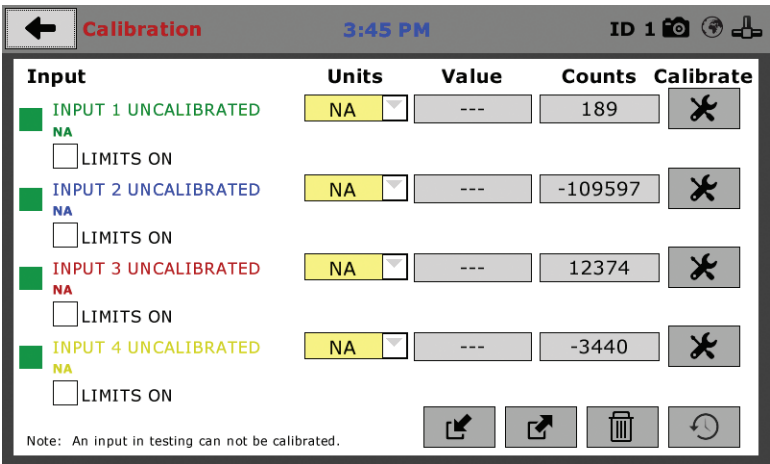 Calibration 3:45 PM ID 1
Input Units Value Counts Calibrate
INPUT 1 UNCALIBRATED NA --- 189
NA
LIMITS ON
INPUT 2 UNCALIBRATED NA --- -109597
NA
LIMITS ON
INPUT 3 UNCALIBRATED NA --- 12374
NA
LIMITS ON
INPUT 4 UNCALIBRATED NA --- -3440
NA
LIMITS ON
Note: An input in testing can not be calibrated.